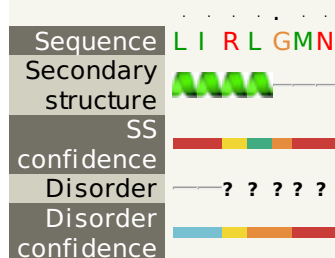 Sequence L I R L G M N
Secondary
structure
SS
confidence
Disorder ? ? ? ? ?
Disorder
confidence